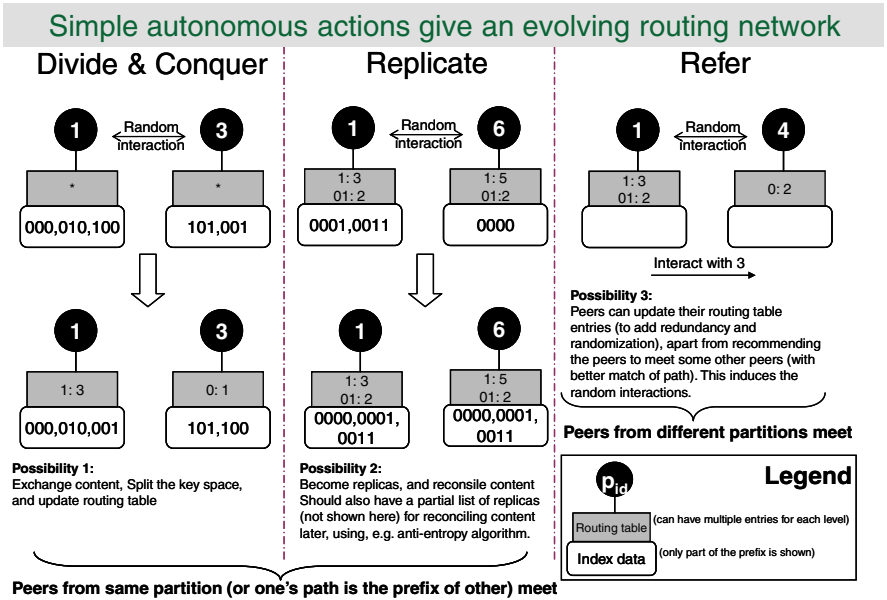 Simple autonomous actions give an evolving routing network
Divide & Conquer
1
Random
interaction
3
*
*
000,010,100
101,001
1
3
1: 3
0: 1
000,010,001
101,100
Possibility 1:
Exchange content, Split the key space,
and update routing table
Replicate
1
Random
interaction
6
1: 3
01: 2
1: 5
01:2
0001,0011
0000
1
6
1: 3
01: 2
1: 5
01: 2
0000,0001,
0011
0000,0001,
0011
Possibility 2:
Become replicas, and reconsile content
Should also have a partial list of replicas
(not shown here) for reconciling content
later, using, e.g. anti-entropy algorithm.
Peers from same partition (or one's path is the prefix of other) meet
Refer
1
Random
interaction
4
1: 3
01: 2
0: 2
Interact with 3
Possibility 3:
Peers can update their routing table
entries (to add redundancy and
randomization), apart from recommending
the peers to meet some other peers (with
better match of path). This induces the
random interactions.
Peers from different partitions meet
Legend
pid
Routing table
(can have multiple entries for each level)
Index data
(only part of the prefix is shown)